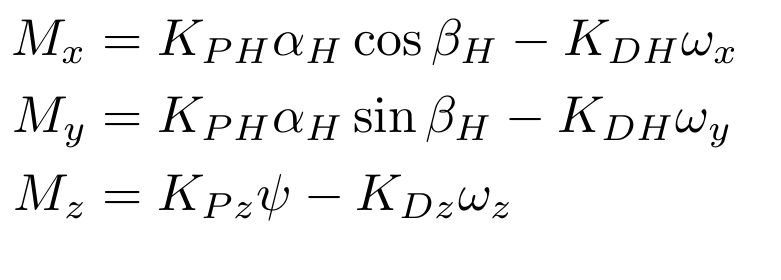 M_x = K_{PH} α_H cos β_H − K_{DH} ω_x
M_y = K_{PH} α_H sin β_H − K_{DH} ω_y
M_z = K_{Pz} ψ − K_{Dz} ω_z